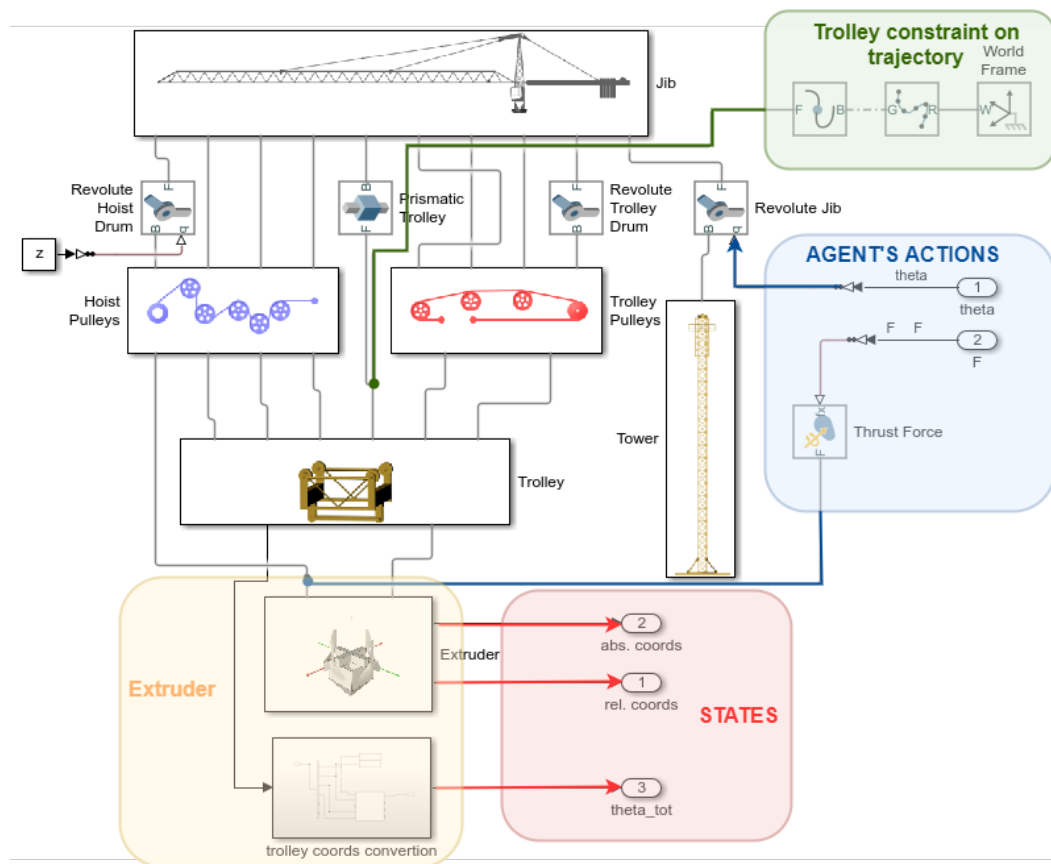 Trolley constraint on
trajectory
World
Frame
F
B
G
R
W
Jib
Revolute
Hoist
Drum
F
B
q
B
Prismatic
Trolley
F
F
B
Revolute
Trolley
Drum
F
B
q
Revolute Jib
z
Hoist
Pulleys
Trolley
Pulleys
AGENT'S ACTIONS
theta
1
theta
F F
2
F
fx
F
Thrust Force
Tower
Trolley
Extruder
Extruder
2
abs. coords
1
rel. coords
STATES
3
theta_tot
trolley coords convertion